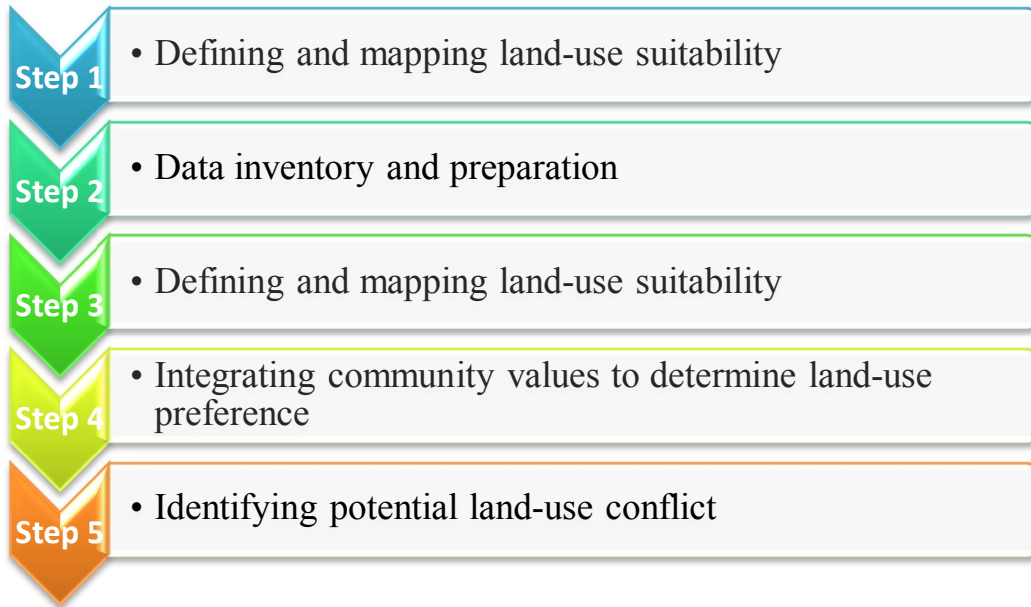 Step 1
• Defining and mapping land-use suitability
Step 2
• Data inventory and preparation
Step 3
• Defining and mapping land-use suitability
Step 4
• Integrating community values to determine land-use
preference
Step 5
• Identifying potential land-use conflict